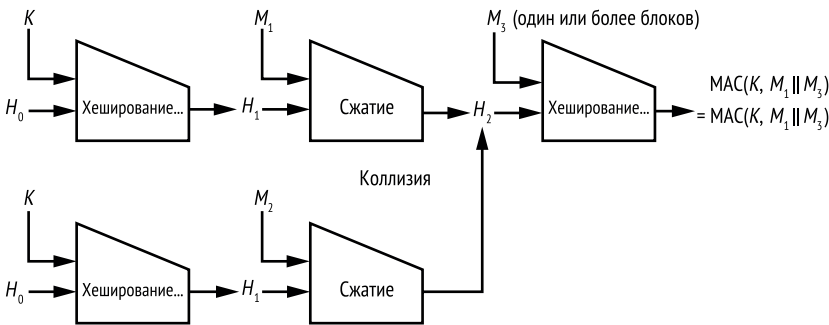 K
M₁
M₃ (один или более блоков)
H₀
Хеширование...
H₁
Сжатие
H₂
Хеширование...
MAC(K, M₁ || M₃)
= MAC(K, M₁ || M₃)
Коллизия
K
M₂
H₀
Хеширование...
H₁
Сжатие